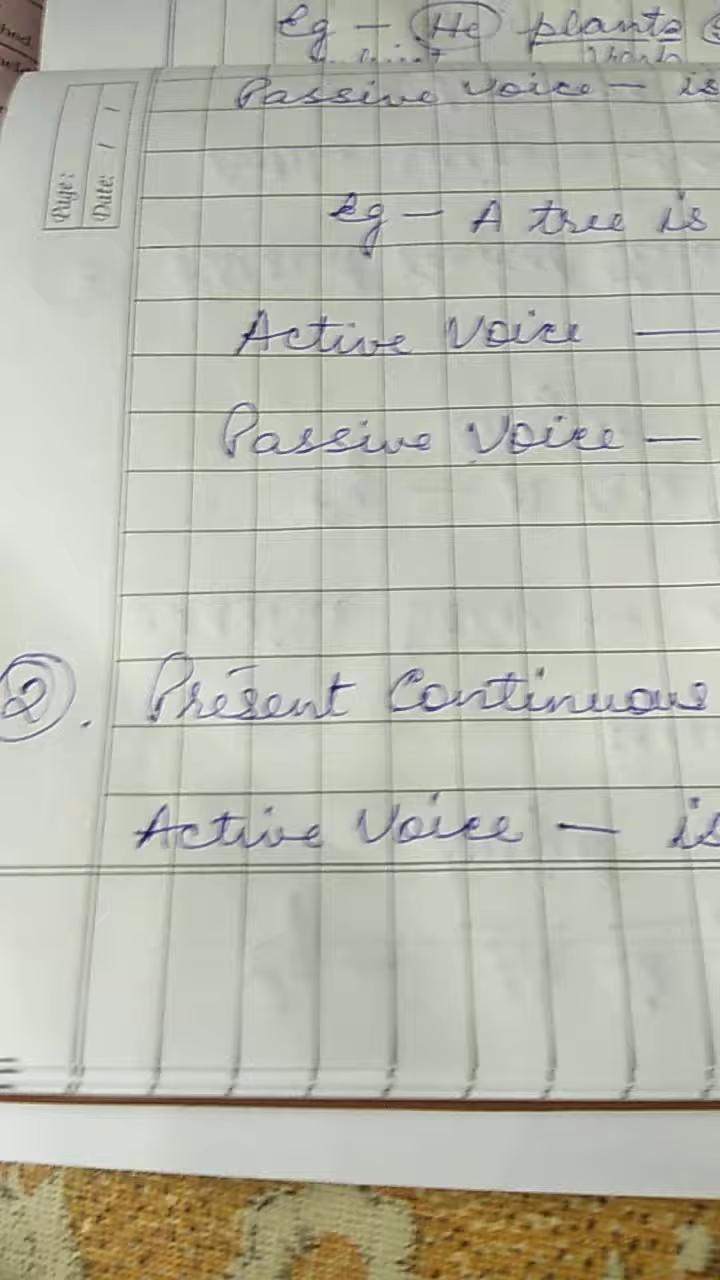 eg – He plants
Verb
Passive Voice – is
Page:
Date: / /
eg – A tree is
Active Voice —
Passive Voice –
2. Present Continuous
Active Voice – is